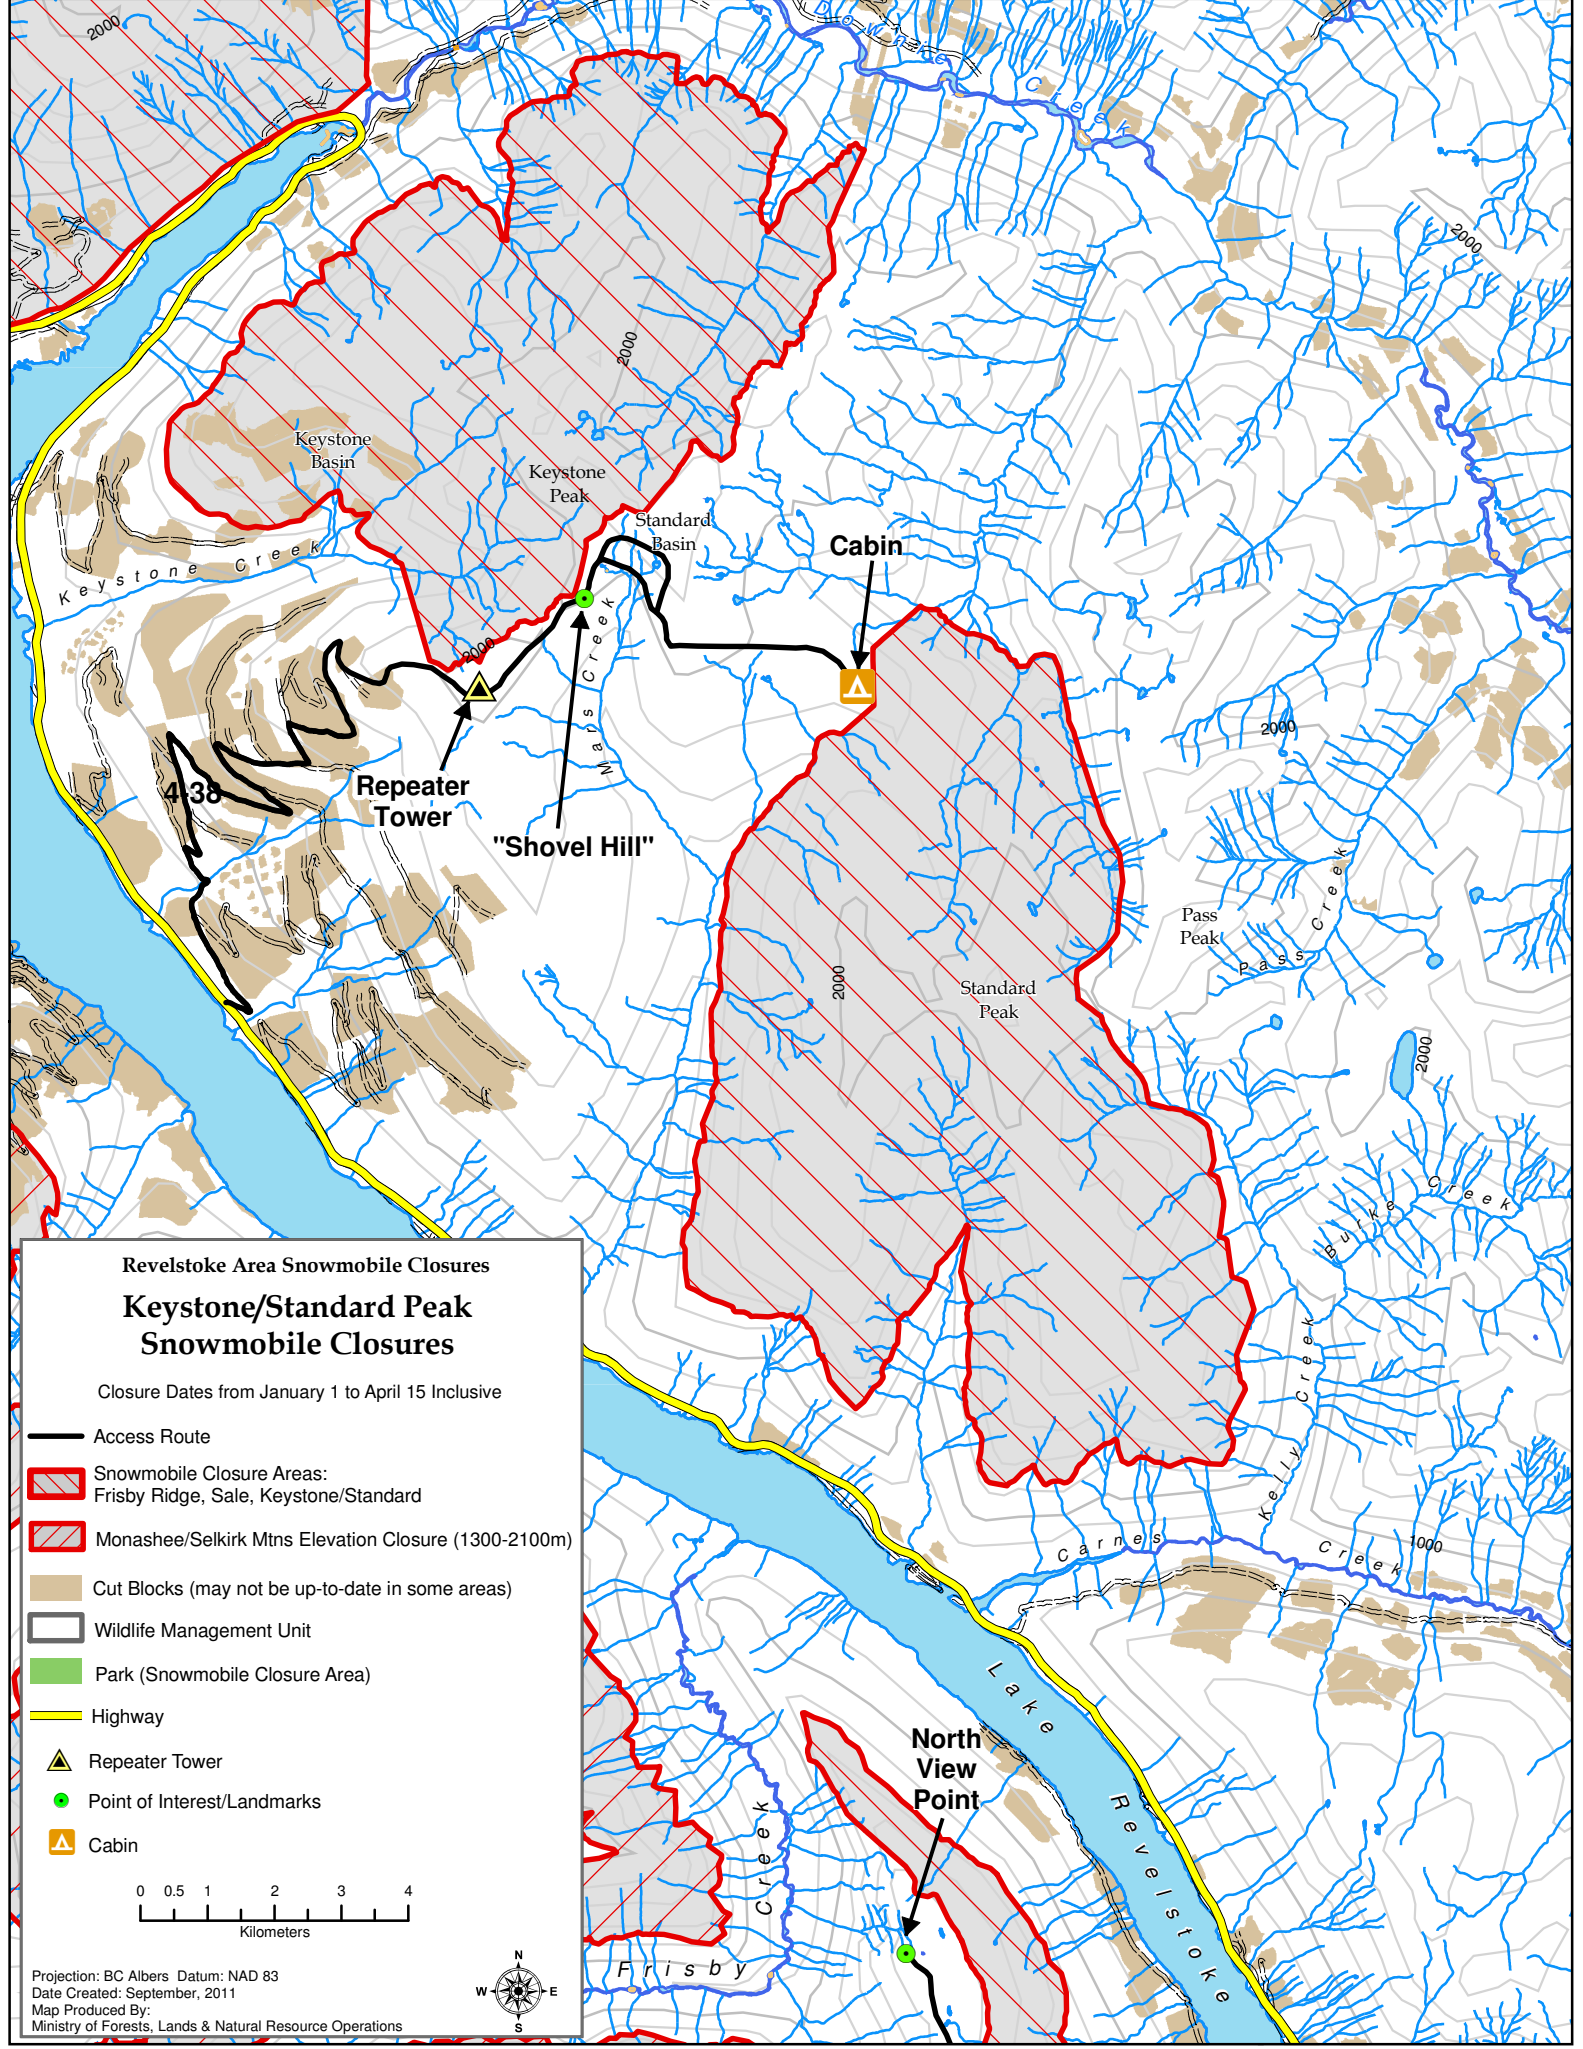 2000
Downie Creek
2000
2000
Keystone
Basin
Keystone
Peak
Standard
Basin
Cabin
Keystone Creek
2000
Mars Creek
2000
4-38
Repeater
Tower
"Shovel Hill"
Pass
Peak
Pass Creek
2000
Standard
Peak
2000
Burke Creek
Kelly Creek
Carnes Creek
1000
Lake Revelstoke
North
View
Point
Frisby Creek
Revelstoke Area Snowmobile Closures
Keystone/Standard Peak
Snowmobile Closures
Closure Dates from January 1 to April 15 Inclusive
Access Route
Snowmobile Closure Areas:
Frisby Ridge, Sale, Keystone/Standard
Monashee/Selkirk Mtns Elevation Closure (1300-2100m)
Cut Blocks (may not be up-to-date in some areas)
Wildlife Management Unit
Park (Snowmobile Closure Area)
Highway
Repeater Tower
Point of Interest/Landmarks
Cabin
0 0.5 1 2 3 4
Kilometers
N
W E
S
Projection: BC Albers Datum: NAD 83
Date Created: September, 2011
Map Produced By:
Ministry of Forests, Lands & Natural Resource Operations